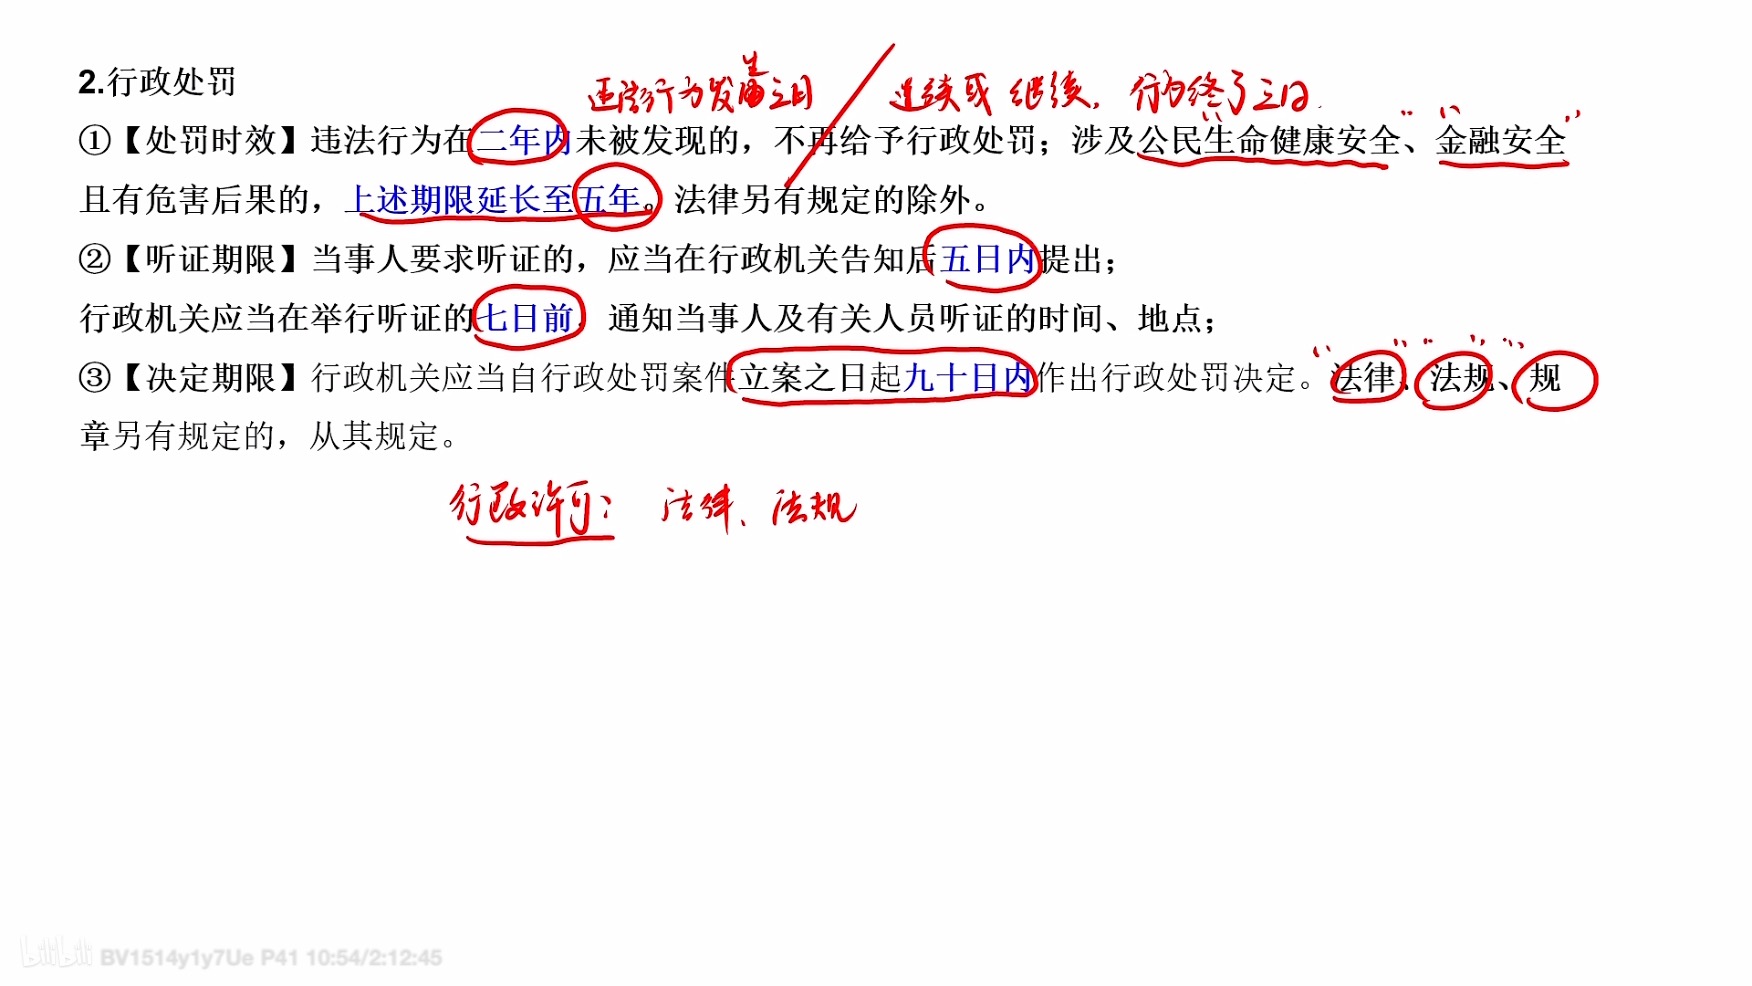 2.行政处罚
违法行为发生之日 / 连续或继续，行为终了之日
①【处罚时效】违法行为在二年内未被发现的，不再给予行政处罚；涉及公民生命健康安全、金融安全
且有危害后果的，上述期限延长至五年。法律另有规定的除外。
②【听证期限】当事人要求听证的，应当在行政机关告知后五日内提出；
行政机关应当在举行听证的七日前，通知当事人及有关人员听证的时间、地点；
③【决定期限】行政机关应当自行政处罚案件立案之日起九十日内作出行政处罚决定。法律、法规、规
章另有规定的，从其规定。
行政许可：法律、法规
bilibili BV1514y1y7Ue P41 10:54/2:12:45